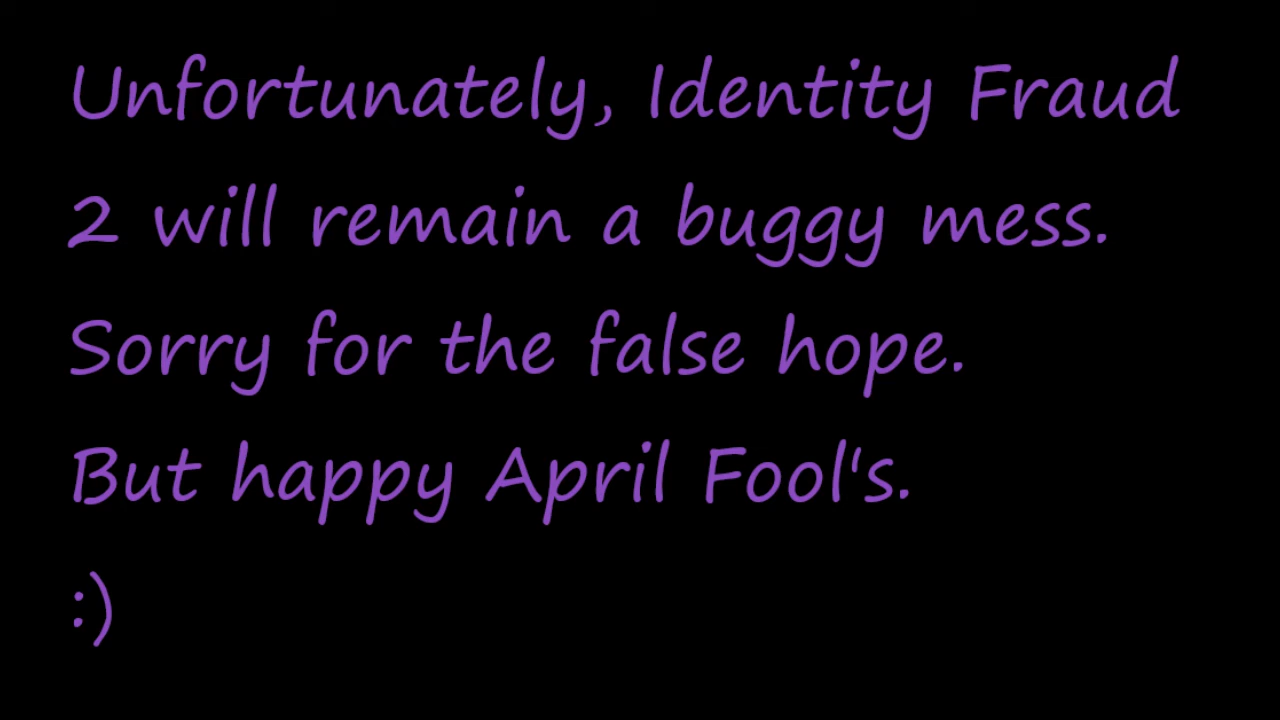 Unfortunately, Identity Fraud
2 will remain a buggy mess.
Sorry for the false hope.
But happy April Fool's.
:)